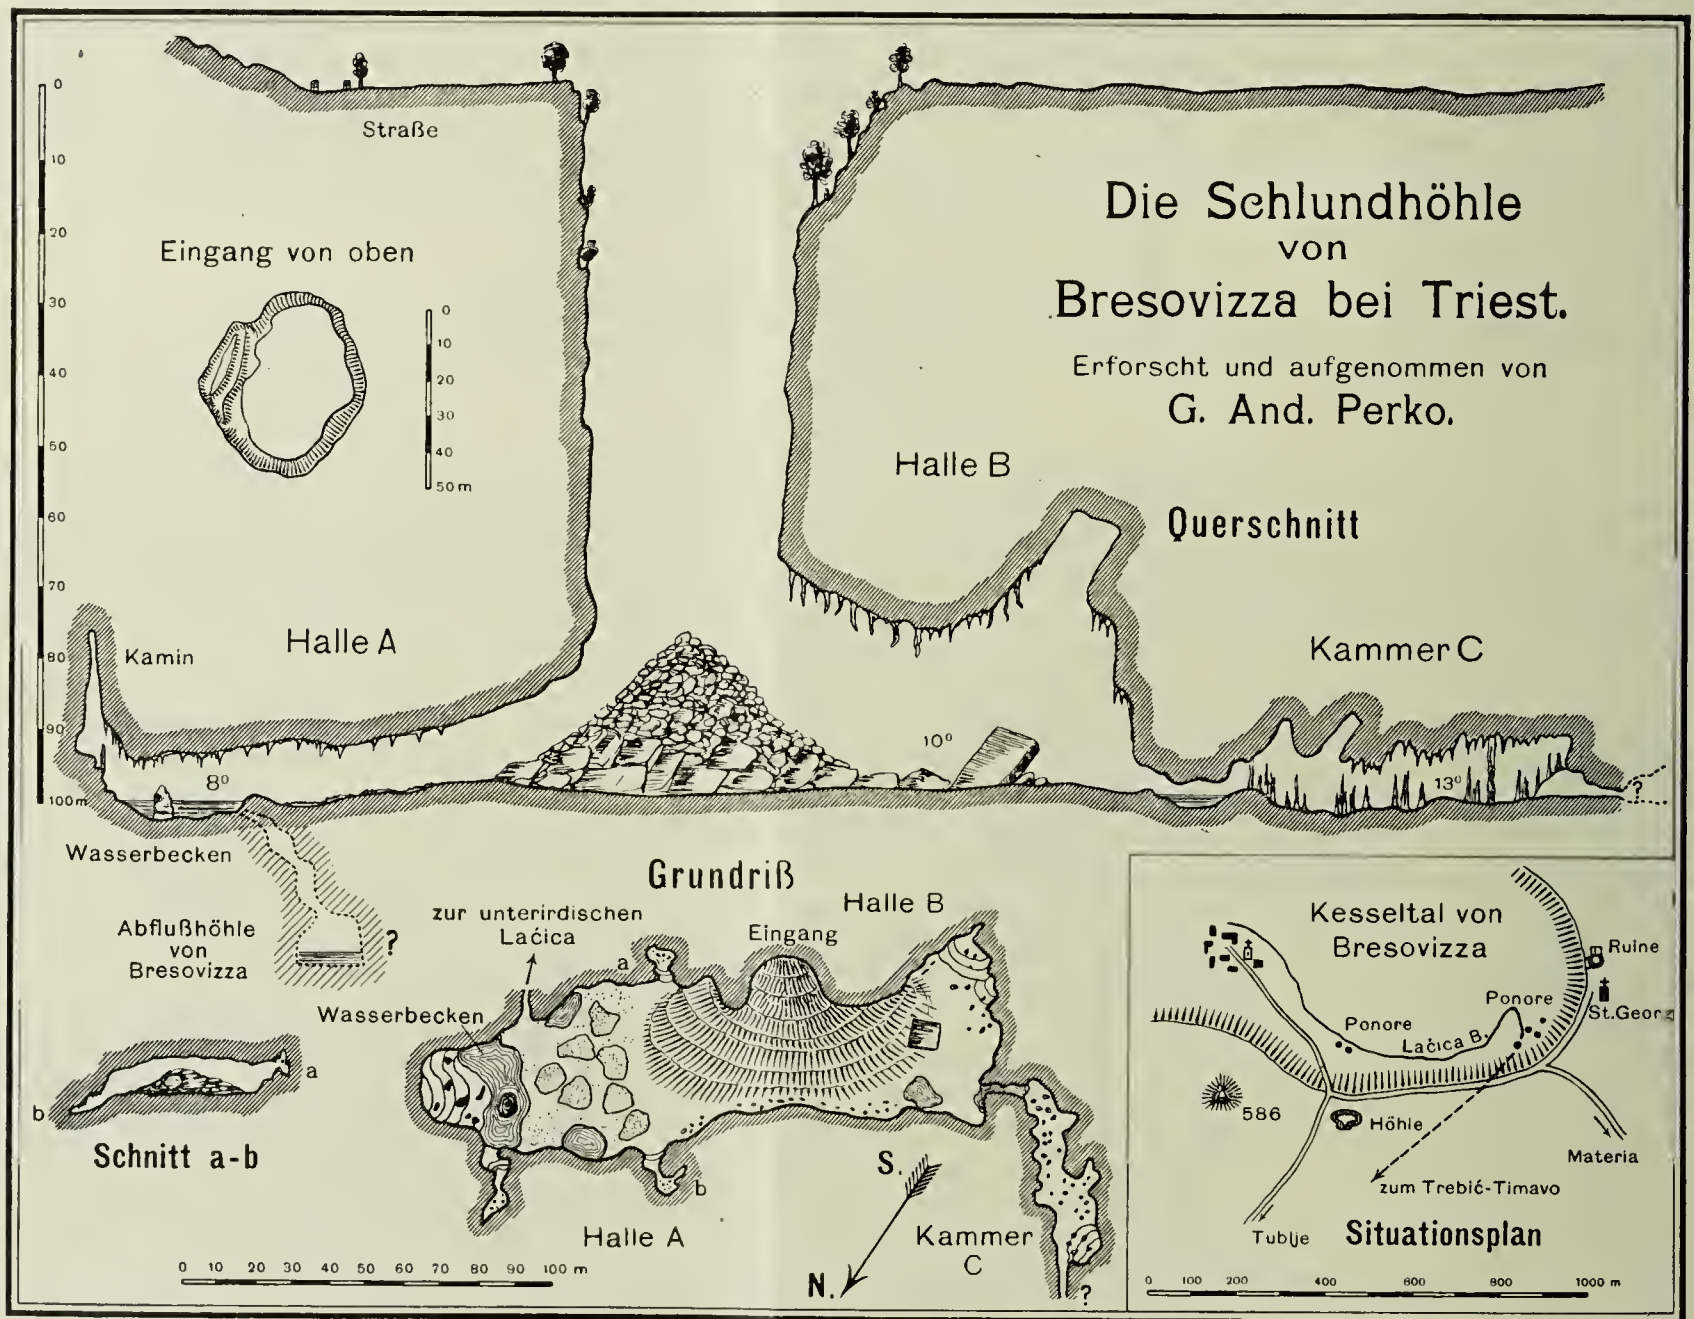 0
10
20
30
40
50
60
70
80
90
100m
Straße
Eingang von oben
0
10
20
30
40
50m
Die Schlundhöhle
von
Bresovizza bei Triest.
Erforscht und aufgenommen von
G. And. Perko.
Halle B
Querschnitt
Halle A
Kamin
Kammer C
8°
10°
13°
?
Wasserbecken
Abflußhöhle
von
Bresovizza
?
Grundriß
zur unterirdischen
Laćica
Halle B
Eingang
a
Wasserbecken
a
b
Schnitt a-b
b
Halle A
S.
N.
Kammer
C
?
0 10 20 30 40 50 60 70 80 90 100 m
Kesseltal von
Bresovizza
Ruine
St.Georg
Ponore
Ponore
Laćica B.
586
Höhle
Materia
zum Trebić-Timavo
Tublje
Situationsplan
0 100 200 400 600 800 1000 m